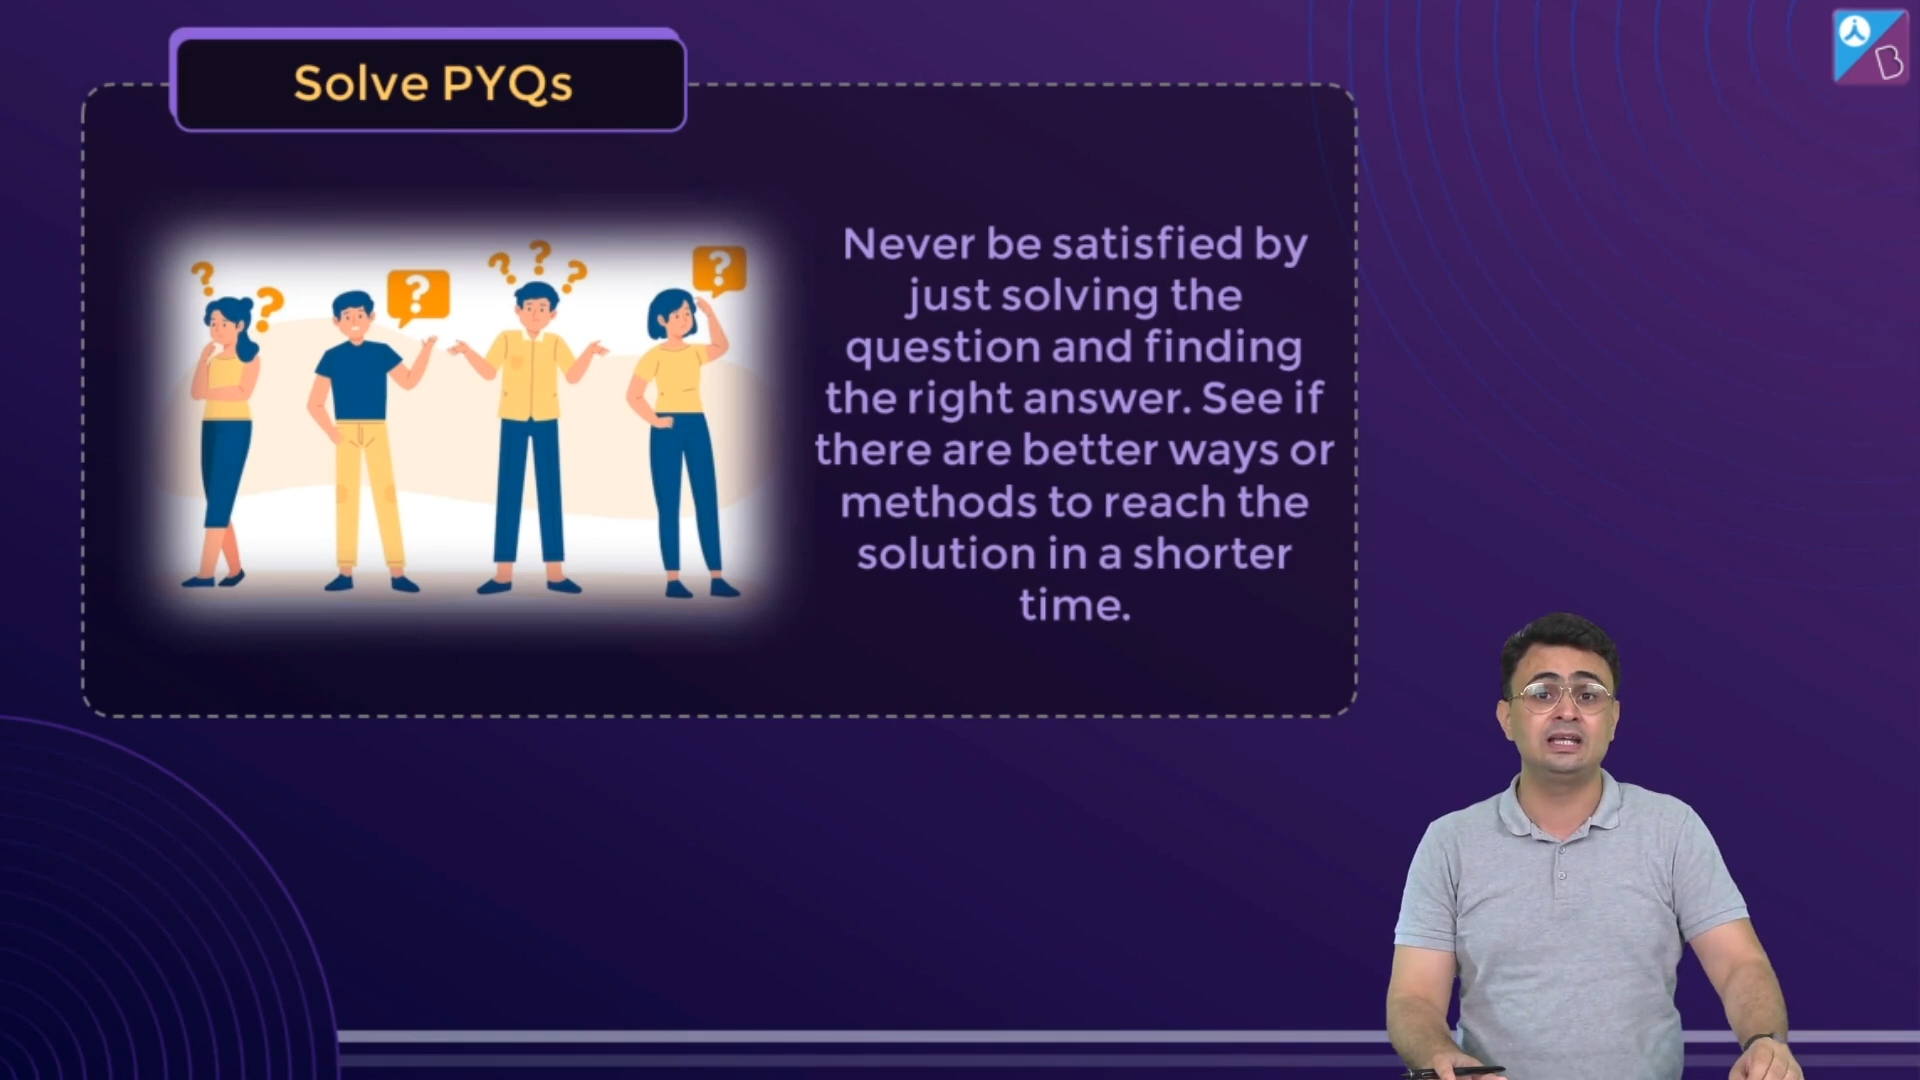 Solve PYQs
? ? ? ? ? ? ?
Never be satisfied by
just solving the
question and finding
the right answer. See if
there are better ways or
methods to reach the
solution in a shorter
time.
B